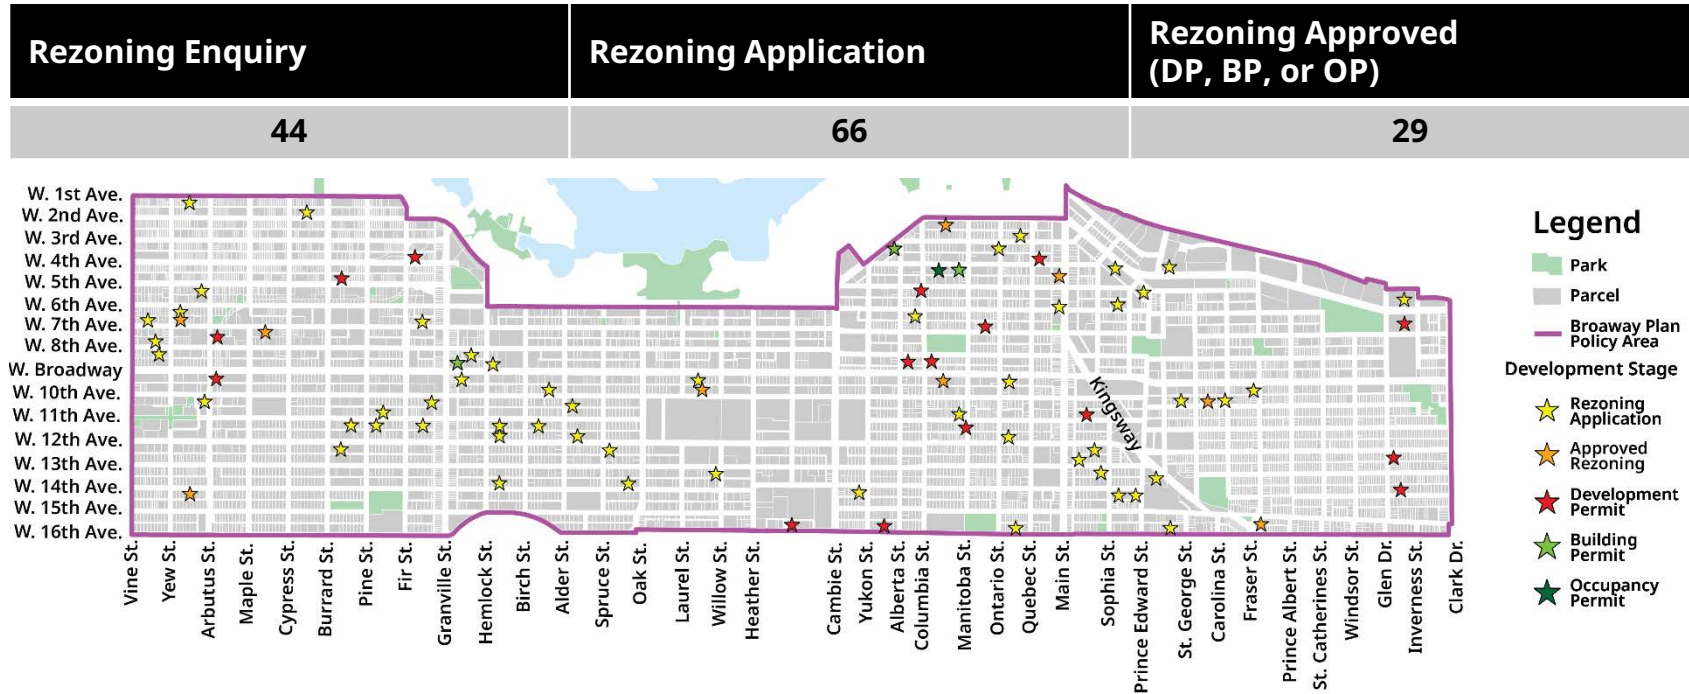 Rezoning Enquiry
Rezoning Application
Rezoning Approved
(DP, BP, or OP)
44
66
29
W. 1st Ave.
W. 2nd Ave.
W. 3rd Ave.
W. 4th Ave.
W. 5th Ave.
W. 6th Ave.
W. 7th Ave.
W. 8th Ave.
W. Broadway
W. 10th Ave.
W. 11th Ave.
W. 12th Ave.
W. 13th Ave.
W. 14th Ave.
W. 15th Ave.
W. 16th Ave.
Kingsway
Vine St.
Yew St.
Arbutus St.
Maple St.
Cypress St.
Burrard St.
Pine St.
Fir St.
Granville St.
Hemlock St.
Birch St.
Alder St.
Spruce St.
Oak St.
Laurel St.
Willow St.
Heather St.
Cambie St.
Yukon St.
Alberta St.
Columbia St.
Manitoba St.
Ontario St.
Quebec St.
Main St.
Sophia St.
Prince Edward St.
St. George St.
Carolina St.
Fraser St.
Prince Albert St.
St. Catherines St.
Windsor St.
Glen Dr.
Inverness St.
Clark Dr.
Legend
Park
Parcel
Broaway Plan
Policy Area
Development Stage
Rezoning
Application
Approved
Rezoning
Development
Permit
Building
Permit
Occupancy
Permit